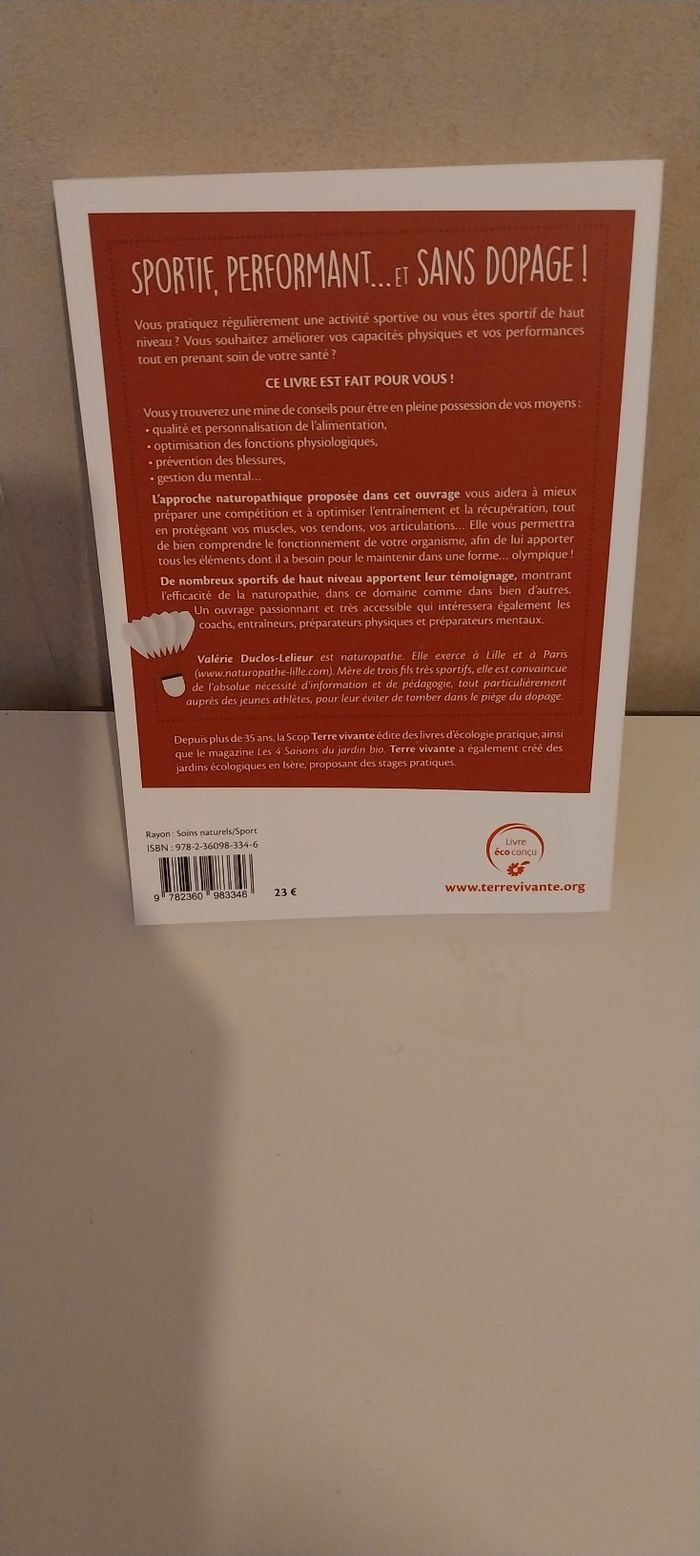 SPORTIF, PERFORMANT... ET SANS DOPAGE !
Vous pratiquez régulièrement une activité sportive ou vous êtes sportif de haut
niveau ? Vous souhaitez améliorer vos capacités physiques et vos performances
tout en prenant soin de votre santé ?
CE LIVRE EST FAIT POUR VOUS !
Vous y trouverez une mine de conseils pour être en pleine possession de vos moyens :
• qualité et personnalisation de l'alimentation,
• optimisation des fonctions physiologiques,
• prévention des blessures,
• gestion du mental...
L'approche naturopathique proposée dans cet ouvrage vous aidera à mieux
préparer une compétition et à optimiser l'entraînement et la récupération, tout
en protégeant vos muscles, vos tendons, vos articulations... Elle vous permettra
de bien comprendre le fonctionnement de votre organisme, afin de lui apporter
tous les éléments dont il a besoin pour le maintenir dans une forme... olympique !
De nombreux sportifs de haut niveau apportent leur témoignage, montrant
l'efficacité de la naturopathie, dans ce domaine comme dans bien d'autres.
Un ouvrage passionnant et très accessible qui intéressera également les
coachs, entraîneurs, préparateurs physiques et préparateurs mentaux.
Valérie Duclos-Lelieur est naturopathe. Elle exerce à Lille et à Paris
(www.naturopathe-lille.com). Mère de trois fils très sportifs, elle est convaincue
de l'absolue nécessité d'information et de pédagogie, tout particulièrement
auprès des jeunes athlètes, pour leur éviter de tomber dans le piège du dopage.
Depuis plus de 35 ans, la Scop Terre vivante édite des livres d'écologie pratique, ainsi
que le magazine Les 4 Saisons du jardin bio. Terre vivante a également créé des
jardins écologiques en Isère, proposant des stages pratiques.
Rayon : Soins naturels/Sport
ISBN : 978-2-36098-334-6
9 782360 983346
23 €
Livre
éco-conçu
www.terrevivante.org